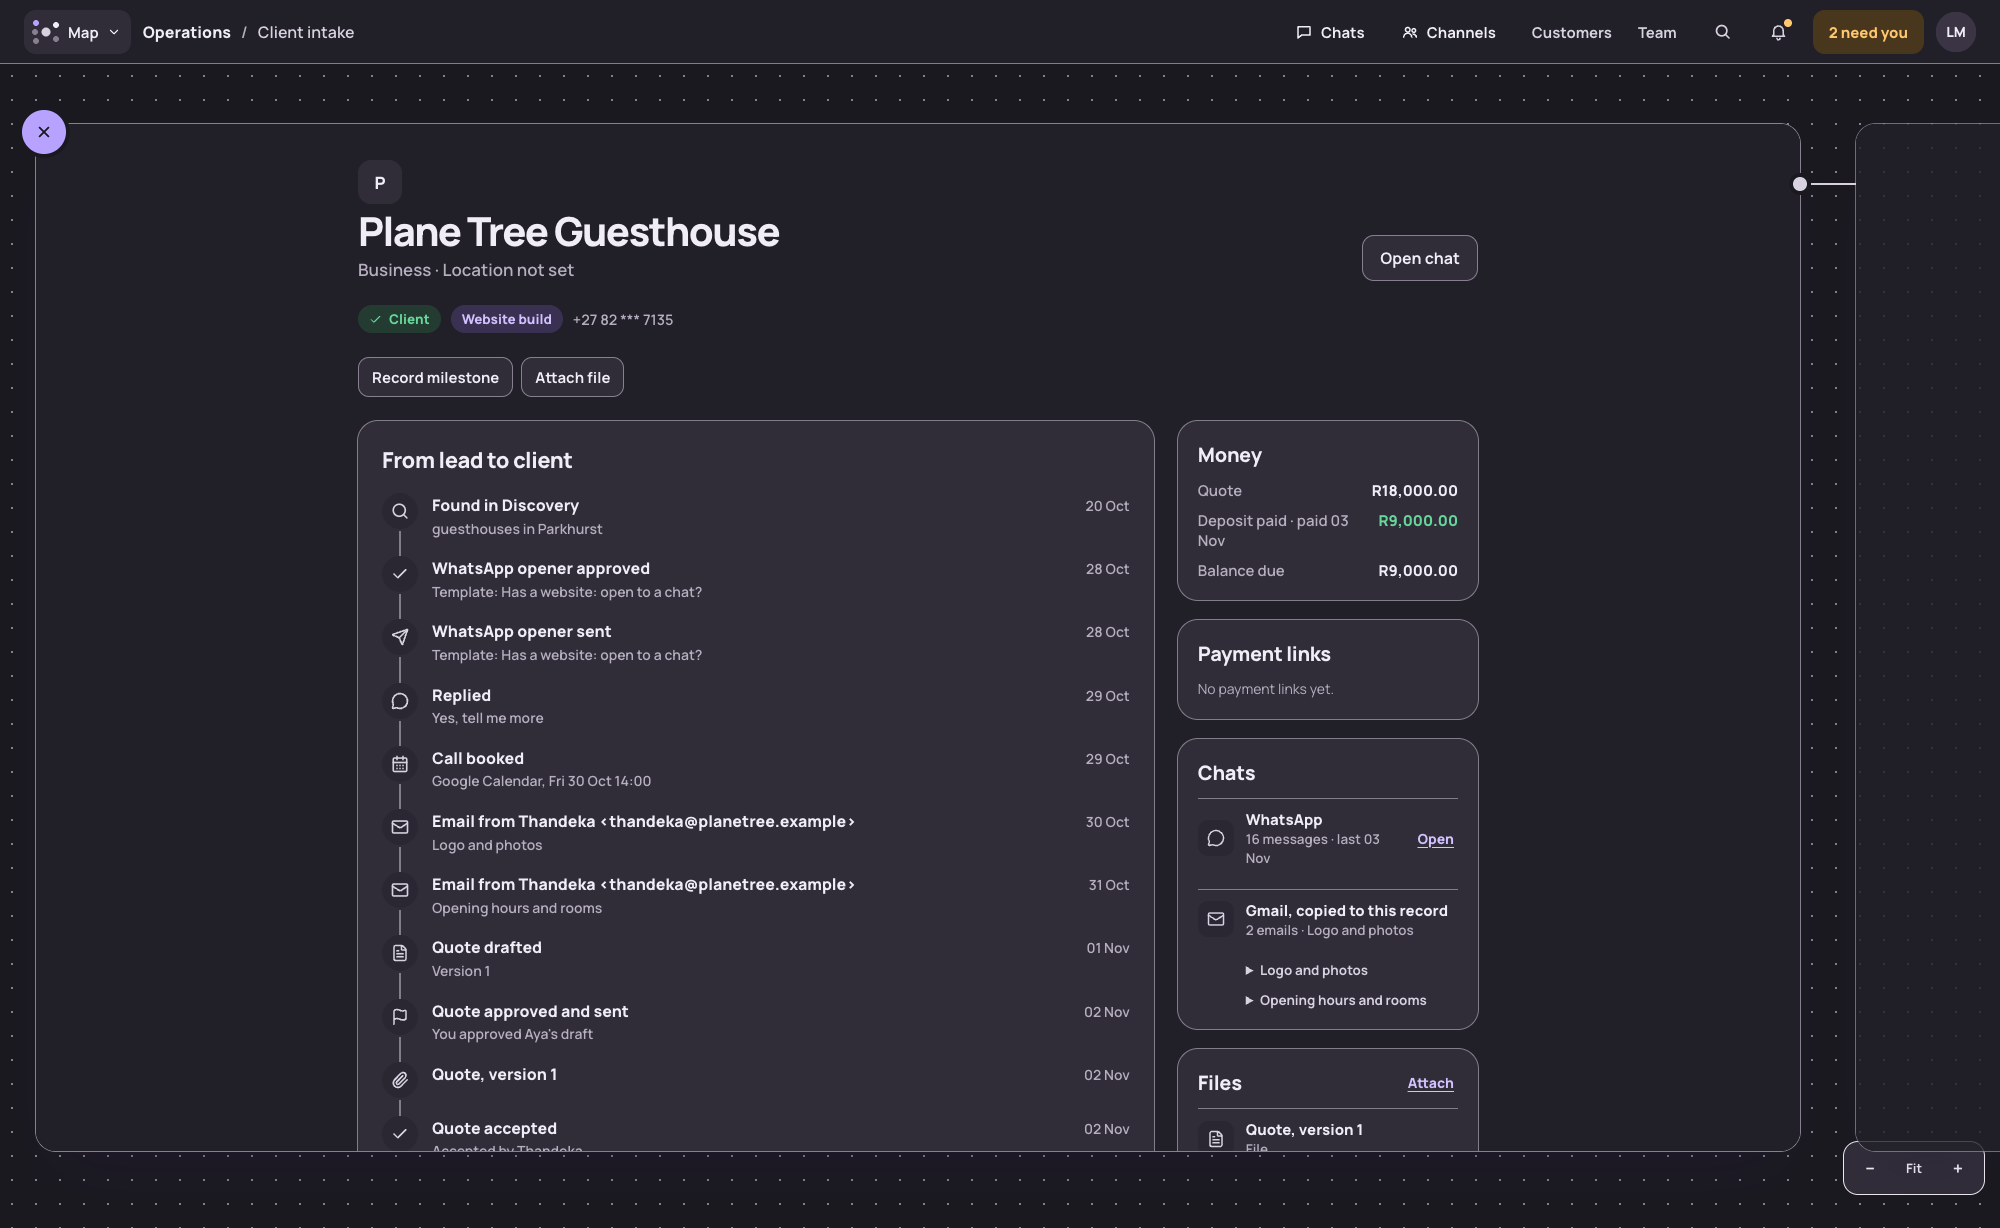 Map
Operations / Client intake
Chats
Channels
Customers
Team
2 need you
LM
P
Plane Tree Guesthouse
Business · Location not set
Open chat
Client
Website build
+27 82 *** 7135
Record milestone
Attach file
From lead to client
Found in Discovery
20 Oct
guesthouses in Parkhurst
WhatsApp opener approved
28 Oct
Template: Has a website: open to a chat?
WhatsApp opener sent
28 Oct
Template: Has a website: open to a chat?
Replied
29 Oct
Yes, tell me more
Call booked
29 Oct
Google Calendar, Fri 30 Oct 14:00
Email from Thandeka <thandeka@planetree.example>
30 Oct
Logo and photos
Email from Thandeka <thandeka@planetree.example>
31 Oct
Opening hours and rooms
Quote drafted
01 Nov
Version 1
Quote approved and sent
02 Nov
You approved Aya's draft
Quote, version 1
02 Nov
Quote accepted
02 Nov
Accepted by Thandeka
Money
Quote
R18,000.00
Deposit paid · paid 03
Nov
R9,000.00
Balance due
R9,000.00
Payment links
No payment links yet.
Chats
WhatsApp
16 messages · last 03
Nov
Open
Gmail, copied to this record
2 emails · Logo and photos
Logo and photos
Opening hours and rooms
Files
Attach
Quote, version 1
File
− Fit +